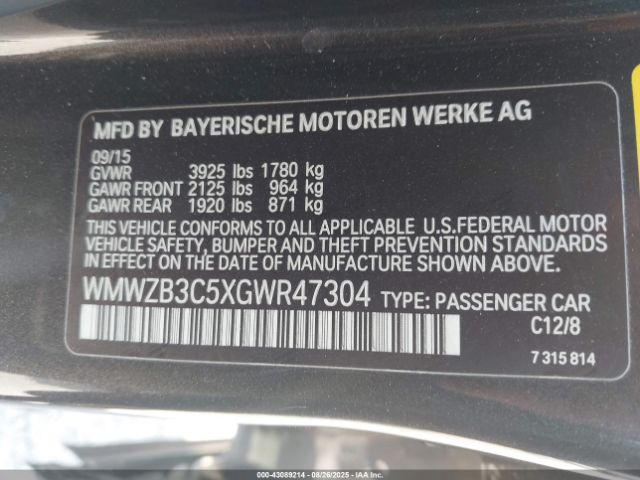 MFD BY BAYERISCHE MOTOREN WERKE AG
09/15
GVWR 3925 lbs 1780 kg
GAWR FRONT 2125 lbs 964 kg
GAWR REAR 1920 lbs 871 kg
THIS VEHICLE CONFORMS TO ALL APPLICABLE U.S.FEDERAL MOTOR
VEHICLE SAFETY, BUMPER AND THEFT PREVENTION STANDARDS
IN EFFECT ON THE DATE OF MANUFACTURE SHOWN ABOVE.
WMWZB3C5XGWR47304 TYPE: PASSENGER CAR
C12/8
7 315 814
000-43089214 - 08/26/2025 - COPART.COM